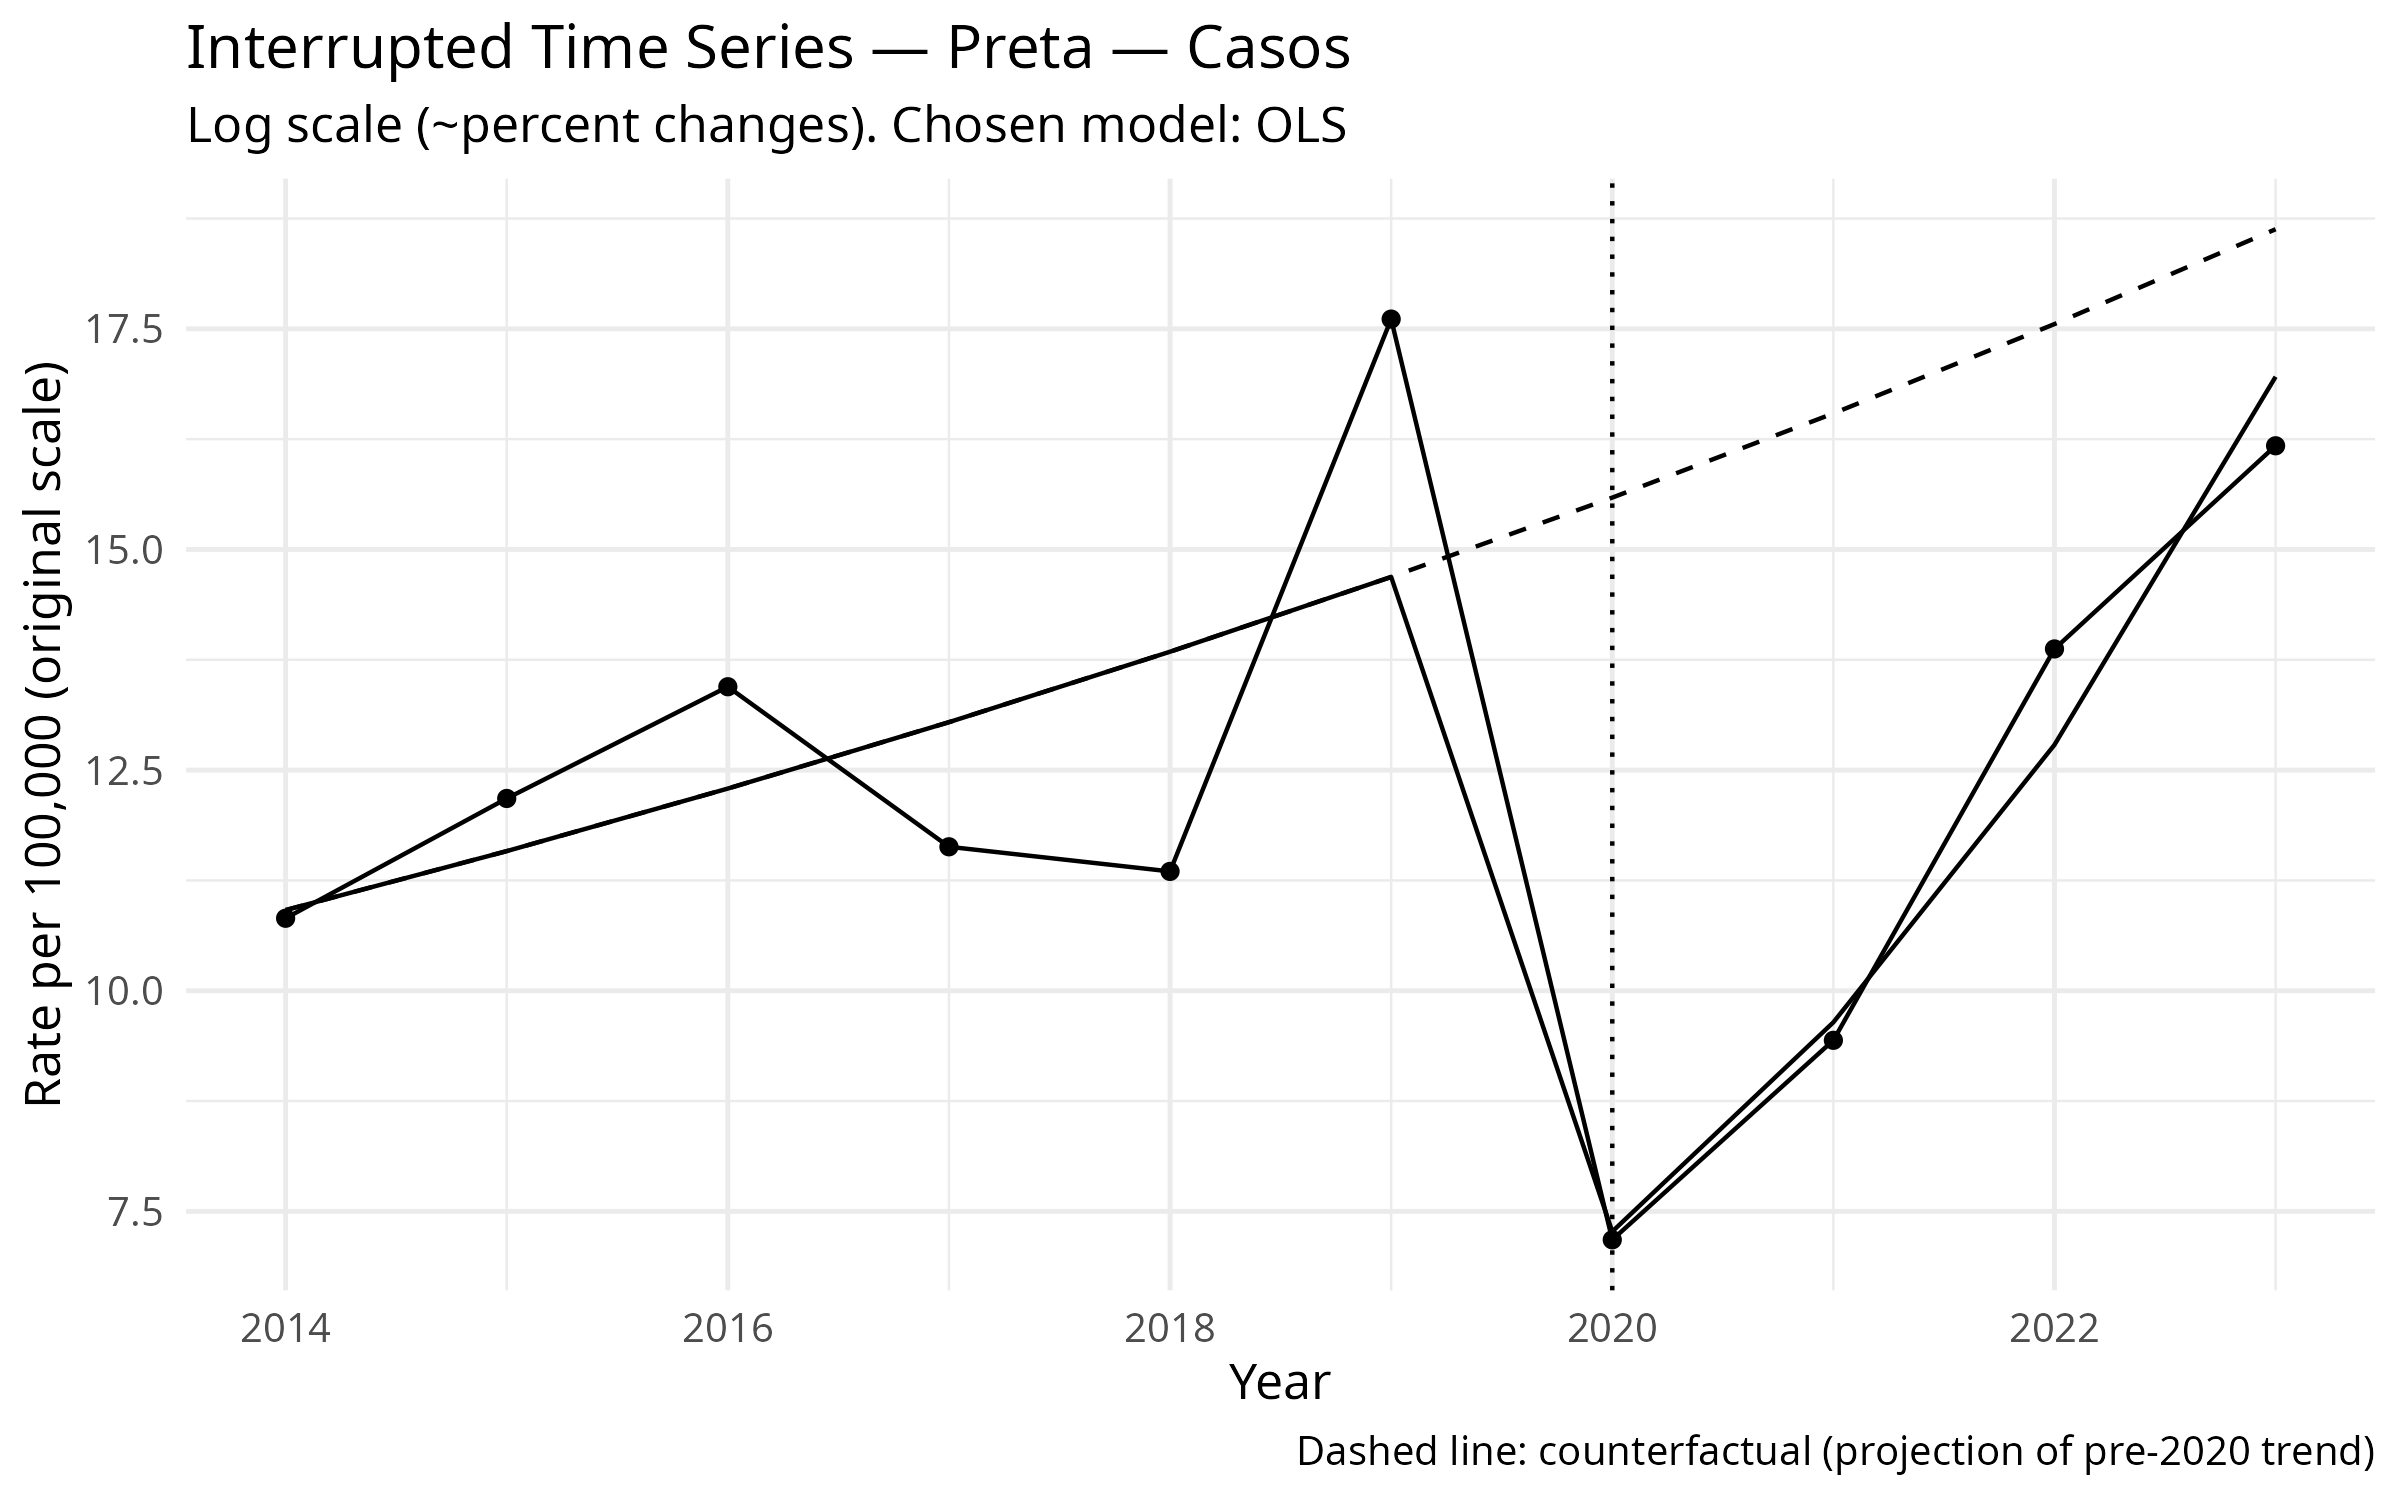 Interrupted Time Series — Preta — Casos
Log scale (~percent changes). Chosen model: OLS
Rate per 100,000 (original scale)
17.5
15.0
12.5
10.0
7.5
2014
2016
2018
2020
2022
Year
Dashed line: counterfactual (projection of pre-2020 trend)